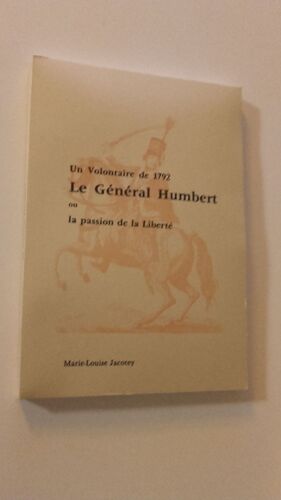 Un Volontaire de 1792
Le Général Humbert
ou
la passion de la Liberté
Marie-Louise Jacotey